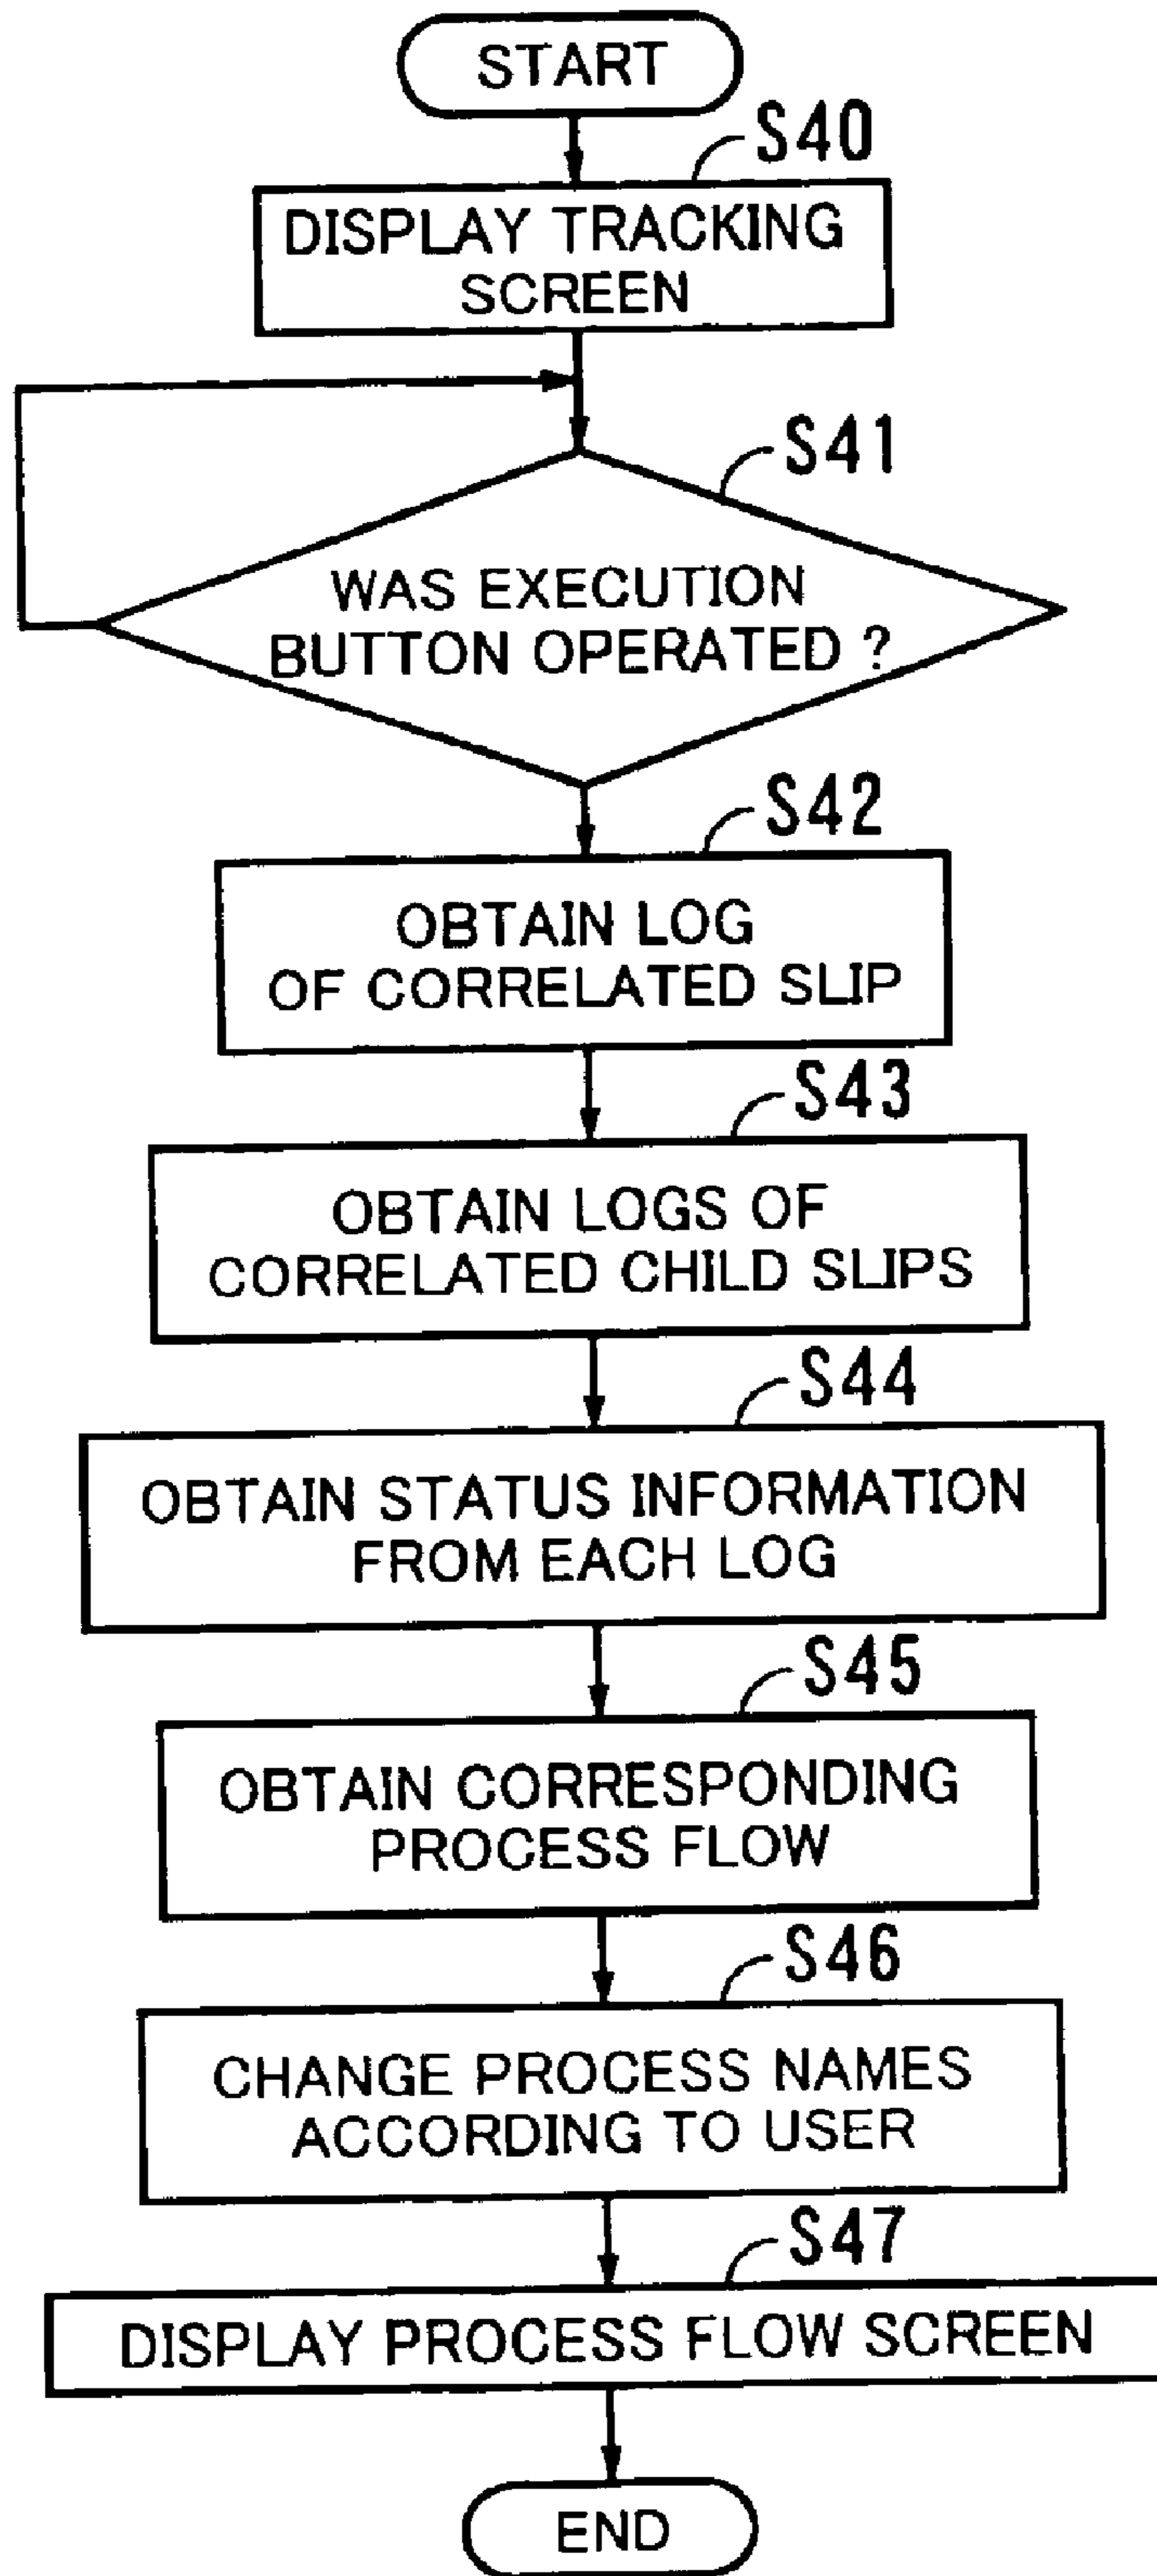 START
S40
DISPLAY TRACKING
SCREEN
S41
WAS EXECUTION
BUTTON OPERATED ?
S42
OBTAIN LOG
OF CORRELATED SLIP
S43
OBTAIN LOGS OF
CORRELATED CHILD SLIPS
S44
OBTAIN STATUS INFORMATION
FROM EACH LOG
S45
OBTAIN CORRESPONDING
PROCESS FLOW
S46
CHANGE PROCESS NAMES
ACCORDING TO USER
S47
DISPLAY PROCESS FLOW SCREEN
END